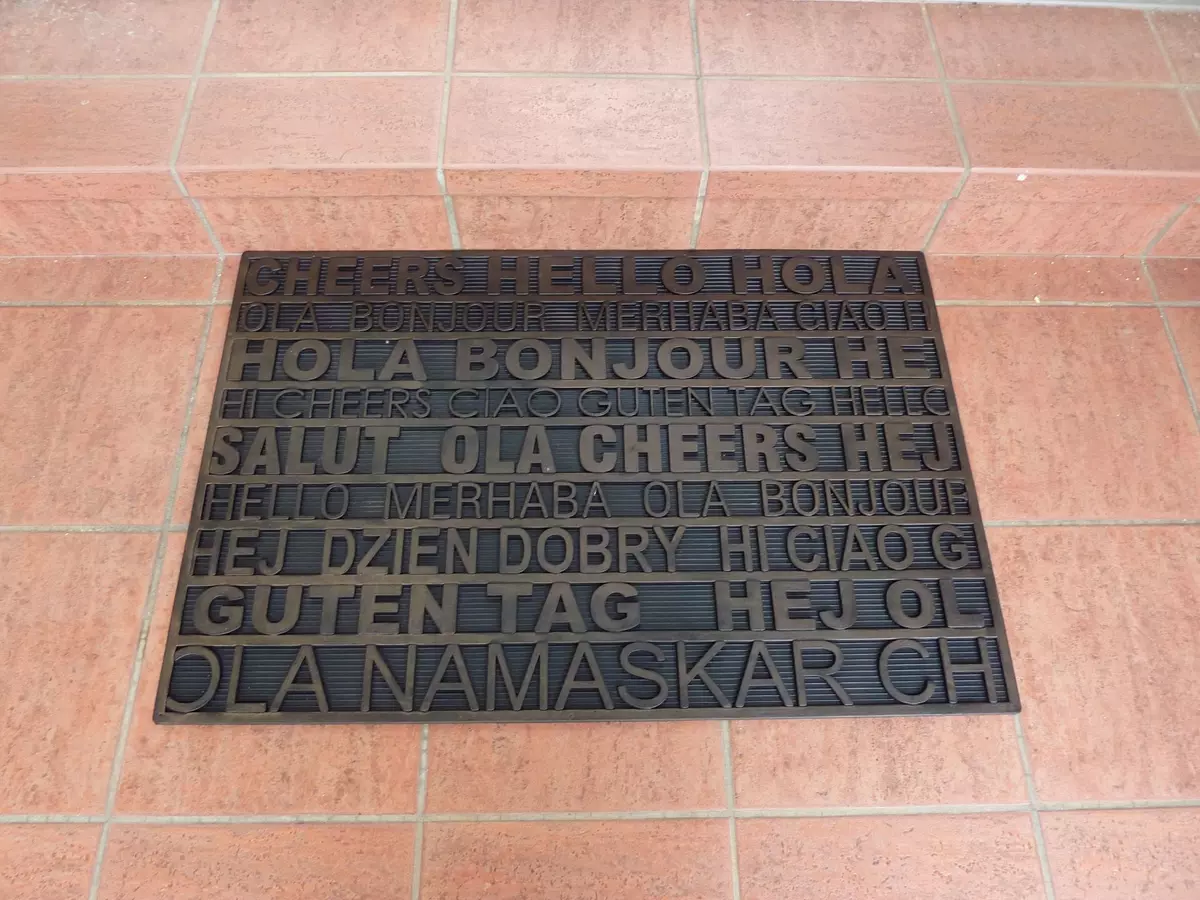 CHEERS HELLO HOLA
OLA BONJOUR MERHABA CIAO H
HOLA BONJOUR HE
HI CHEERS CIAO GUTEN TAG HELLO
SALUT OLA CHEERS HEJ
HELLO MERHABA OLA BONJOUR
HEJ DZIEN DOBRY HI CIAO G
GUTEN TAG HEJ OL
OLA NAMASKAR CH